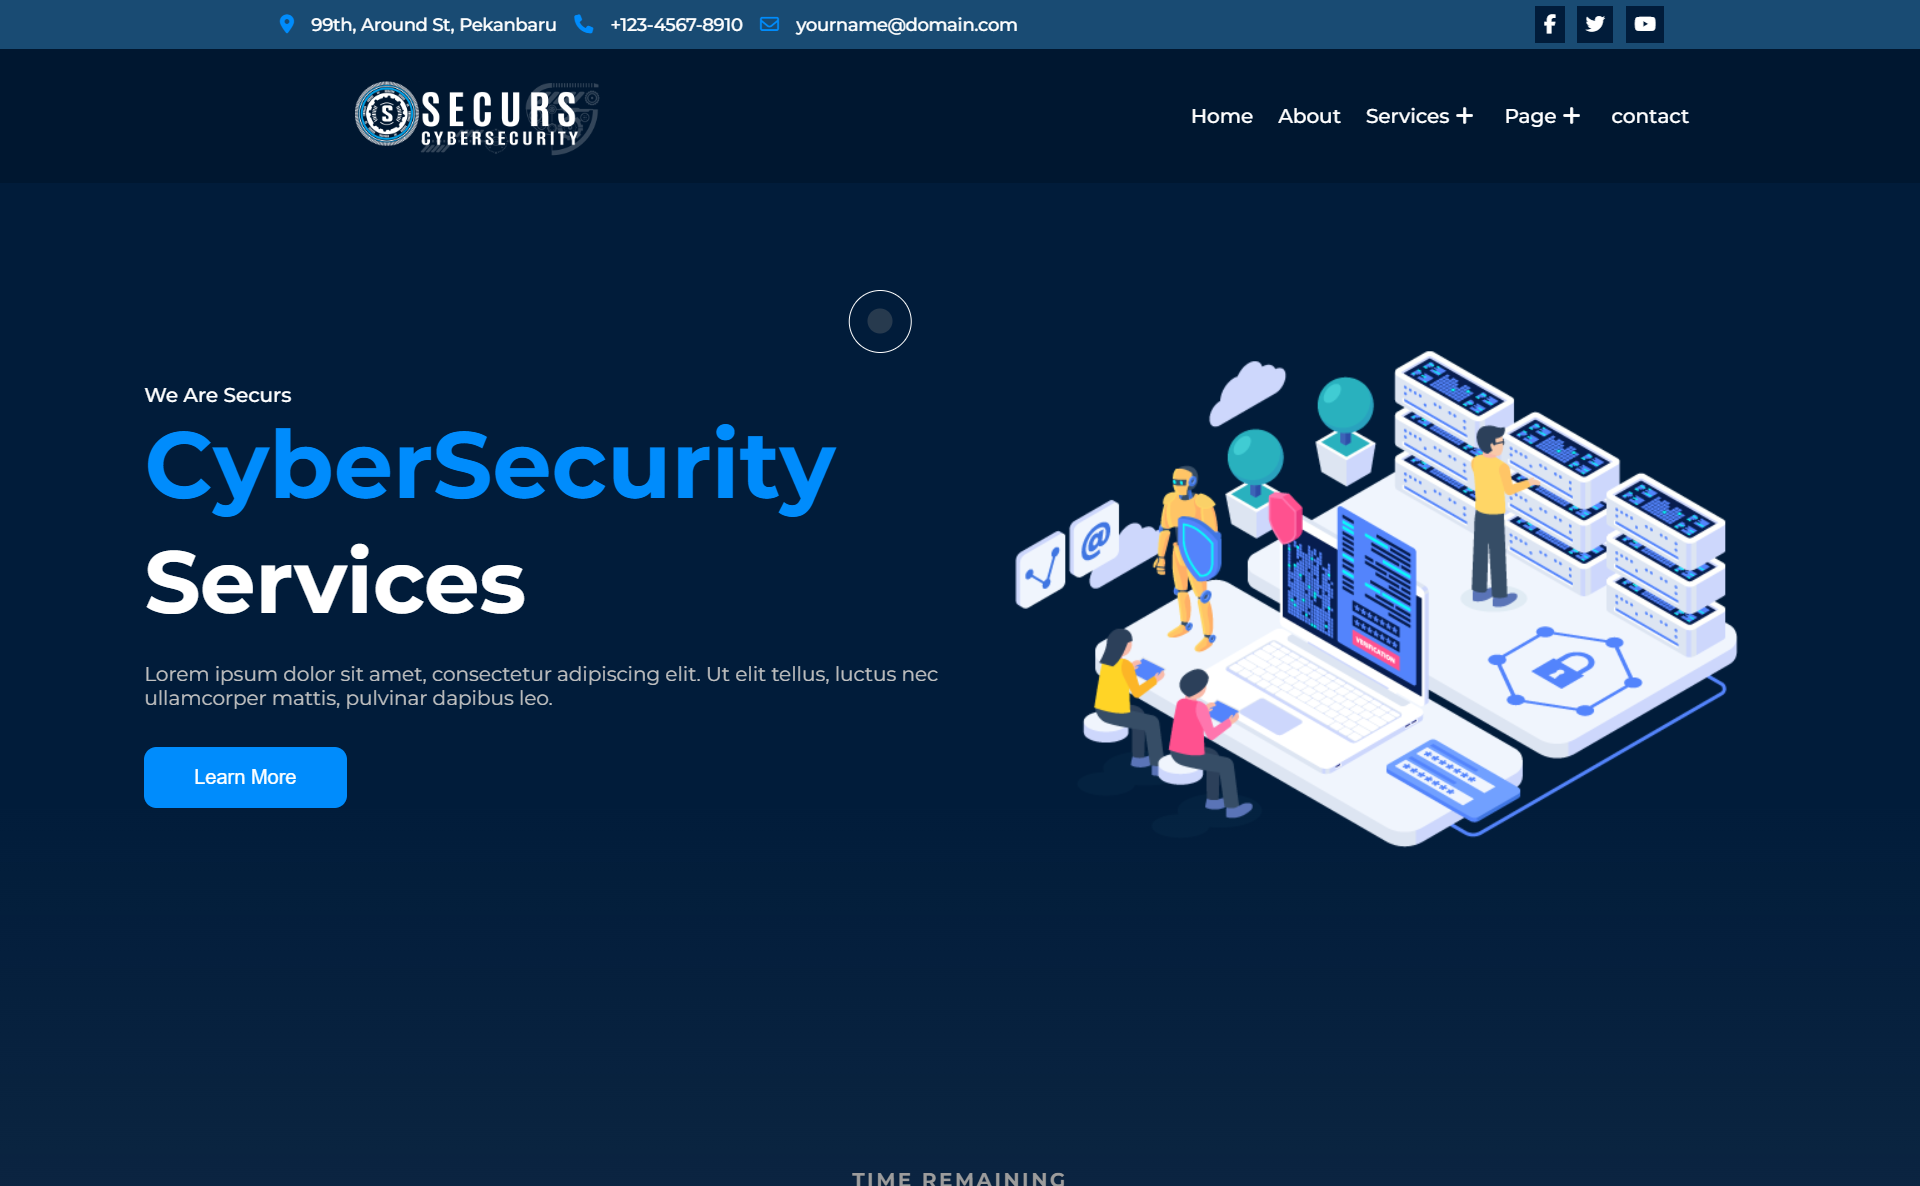 99th, Around St, Pekanbaru +123-4567-8910 yourname@domain.com
S SECURS
CYBERSECURITY
Home About Services Page contact
We Are Securs
CyberSecurity
Services
Lorem ipsum dolor sit amet, consectetur adipiscing elit. Ut elit tellus, luctus nec
ullamcorper mattis, pulvinar dapibus leo.
Learn More
@
VERIFICATION
TIME REMAINING